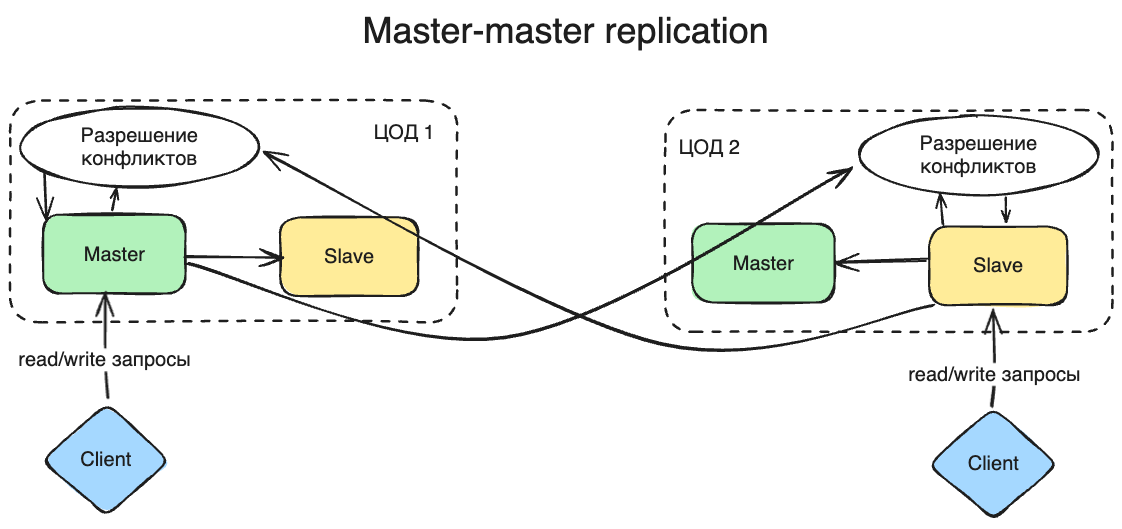 Master-master replication
Разрешение
конфликтов
ЦОД 1
Master
Slave
read/write запросы
Client
ЦОД 2
Разрешение
конфликтов
Master
Slave
read/write запросы
Client